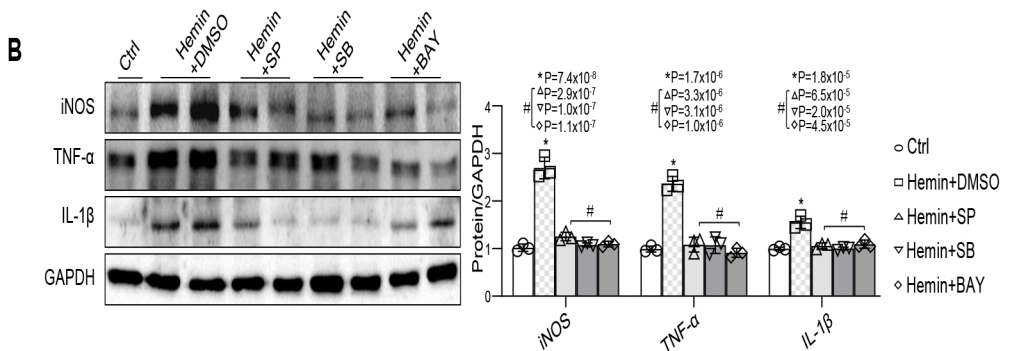 B
Ctrl
Hemin
+DMSO
Hemin
+SP
Hemin
+SB
Hemin
+BAY
iNOS
TNF-α
IL-1β
GAPDH
*P=7.4x10-8
△P=2.9x10-7
# ▽P=1.0x10-7
◇P=1.1x10-7
*P=1.7x10-6
△P=3.3x10-6
# ▽P=3.1x10-6
◇P=1.0x10-6
*P=1.8x10-5
△P=6.5x10-5
# ▽P=2.0x10-5
◇P=4.5x10-5
Protein/GAPDH
4
3
2
1
0
*
#
*
#
*
#
iNOS
TNF-α
IL-1β
Ctrl
Hemin+DMSO
Hemin+SP
Hemin+SB
Hemin+BAY